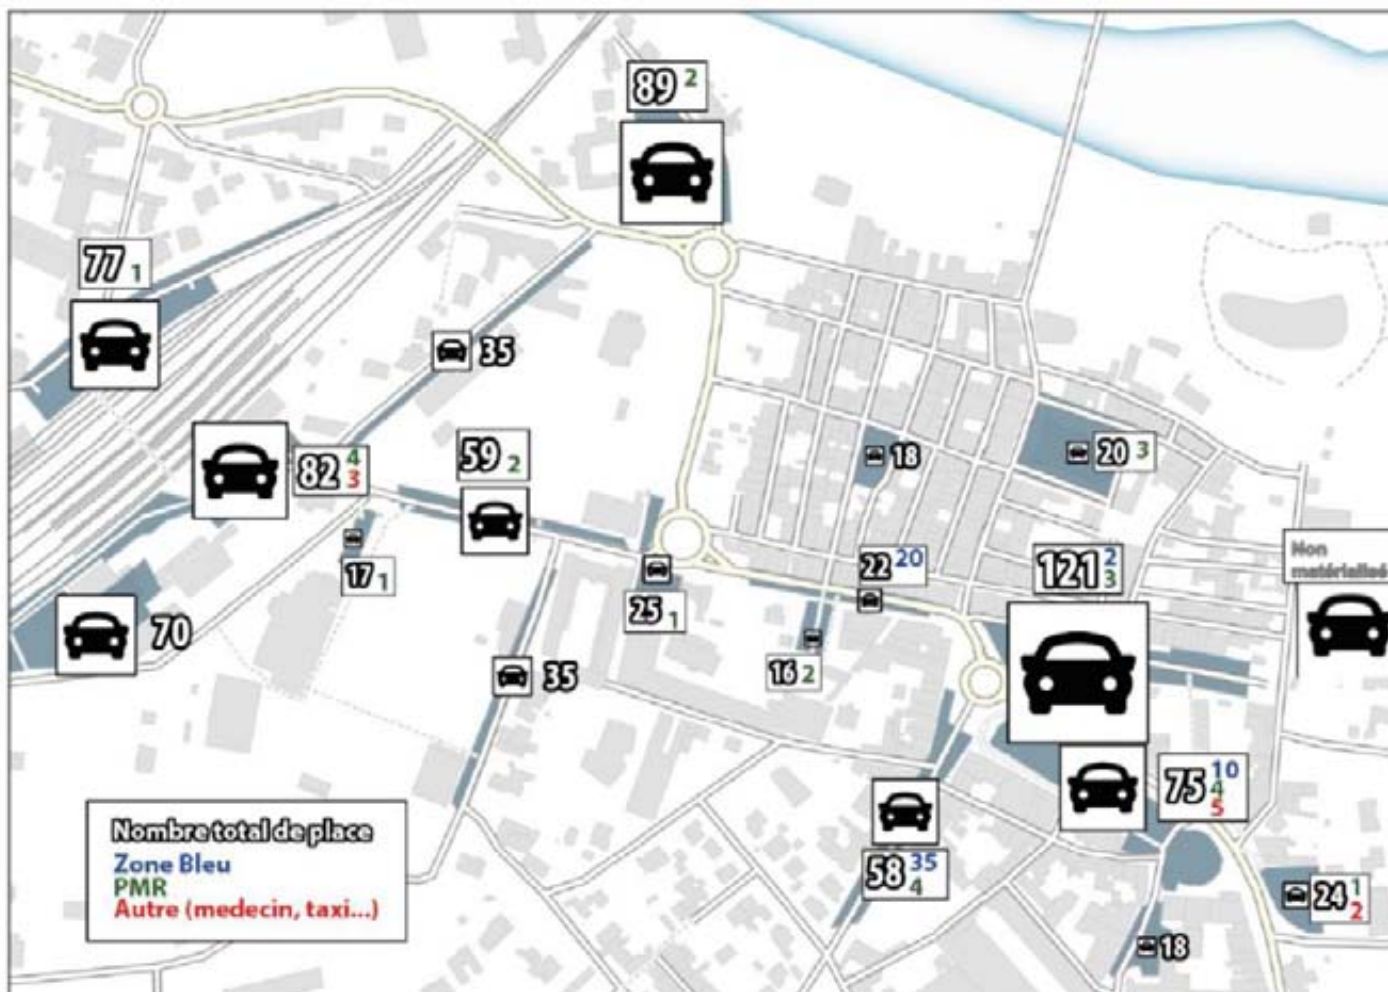 89 2
77 1
35
82 4 3
59 2
18
20 3
17 1
22 20
121 2 3
Non
matérialisé
25 1
70
16 2
35
75 10 4 5
58 35 4
24 1 2
18
Nombre total de place
Zone Bleu
PMR
Autre (medecin, taxi...)